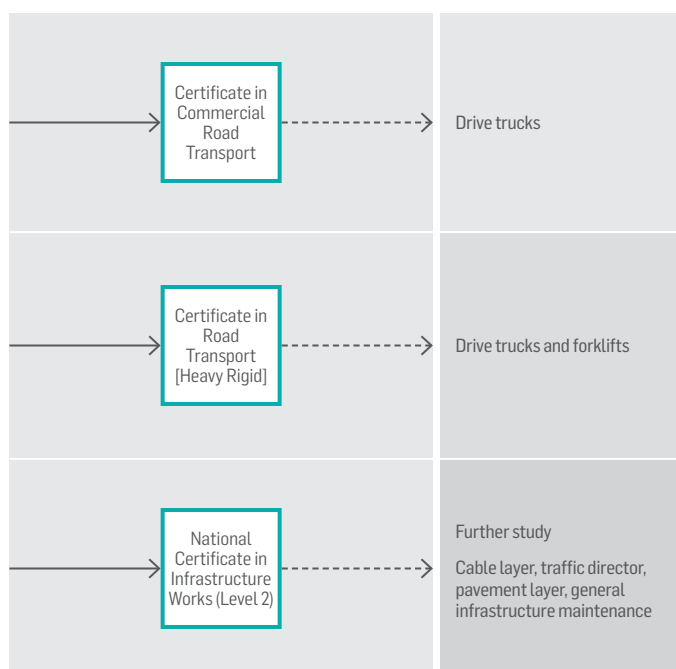 Certificate in
Commercial
Road
Transport
Drive trucks
Certificate in
Road
Transport
[Heavy Rigid]
Drive trucks and forklifts
National
Certificate in
Infrastructure
Works (Level 2)
Further study
Cable layer, traffic director,
pavement layer, general
infrastructure maintenance